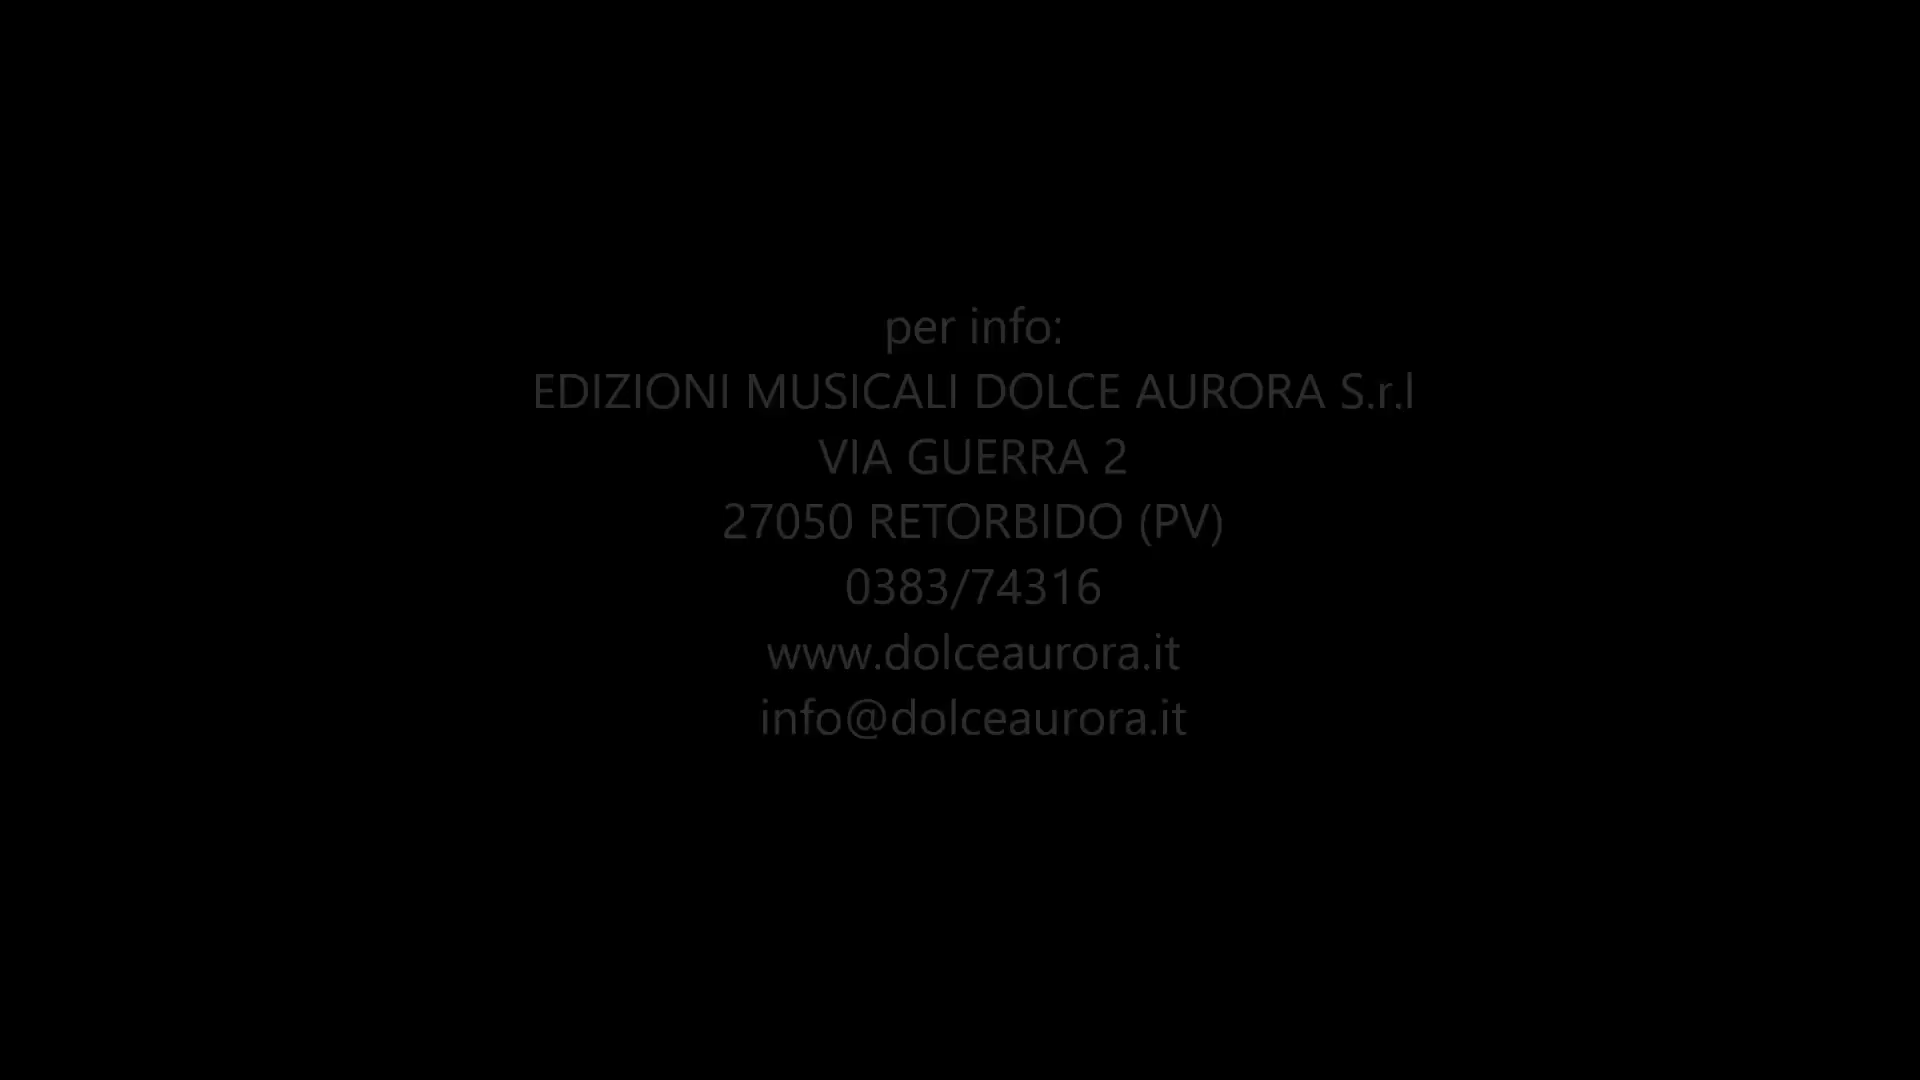 per info:
EDIZIONI MUSICALI DOLCE AURORA S.r.l
VIA GUERRA 2
27050 RETORBIDO (PV)
0383/74316
www.dolceaurora.it
info@dolceaurora.it